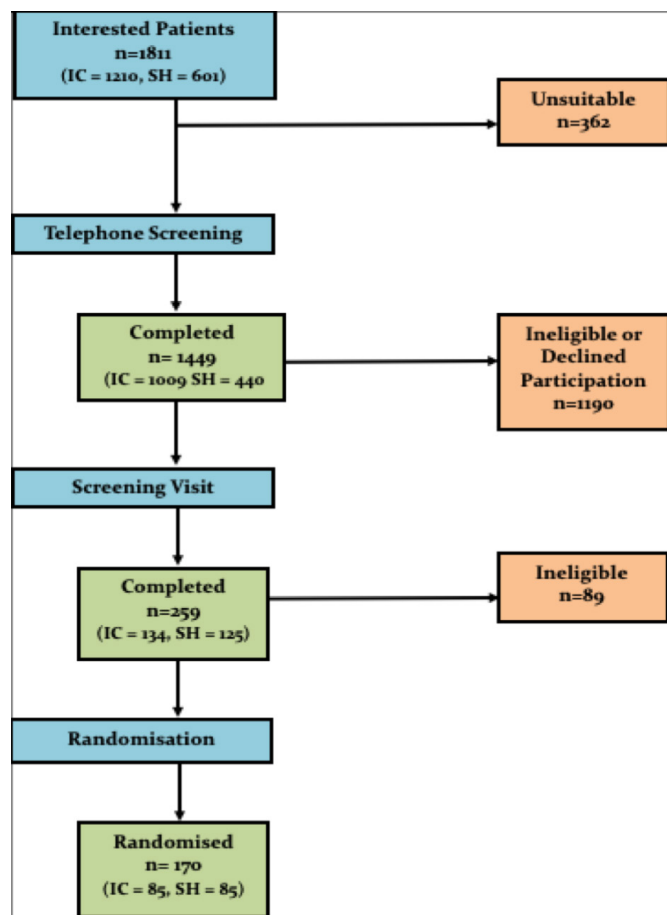 Interested Patients
n=1811
(IC = 1210, SH = 601)
Unsuitable
n=362
Telephone Screening
Completed
n= 1449
(IC = 1009 SH = 440
Ineligible or
Declined
Participation
n=1190
Screening Visit
Completed
n=259
(IC = 134, SH = 125)
Ineligible
n=89
Randomisation
Randomised
n= 170
(IC = 85, SH = 85)